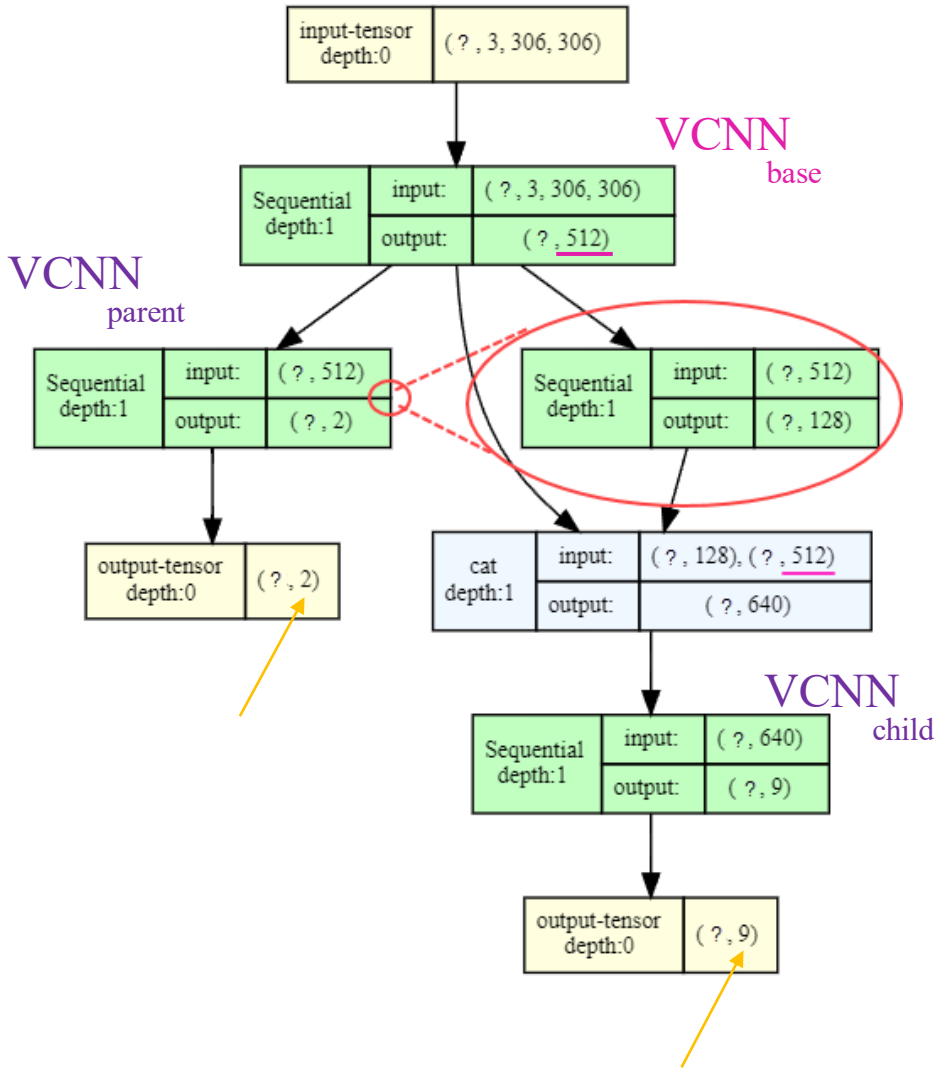 input-tensor
depth:0
( ?, 3, 306, 306)
VCNN
base
Sequential
depth:1
input:
( ?, 3, 306, 306)
output:
( ?, 512)
VCNN
parent
Sequential
depth:1
input:
( ?, 512)
output:
( ?, 2)
Sequential
depth:1
input:
( ?, 512)
output:
( ?, 128)
output-tensor
depth:0
( ?, 2)
cat
depth:1
input:
( ?, 128), ( ?, 512)
output:
( ?, 640)
VCNN
child
Sequential
depth:1
input:
( ?, 640)
output:
( ?, 9)
output-tensor
depth:0
( ?, 9)